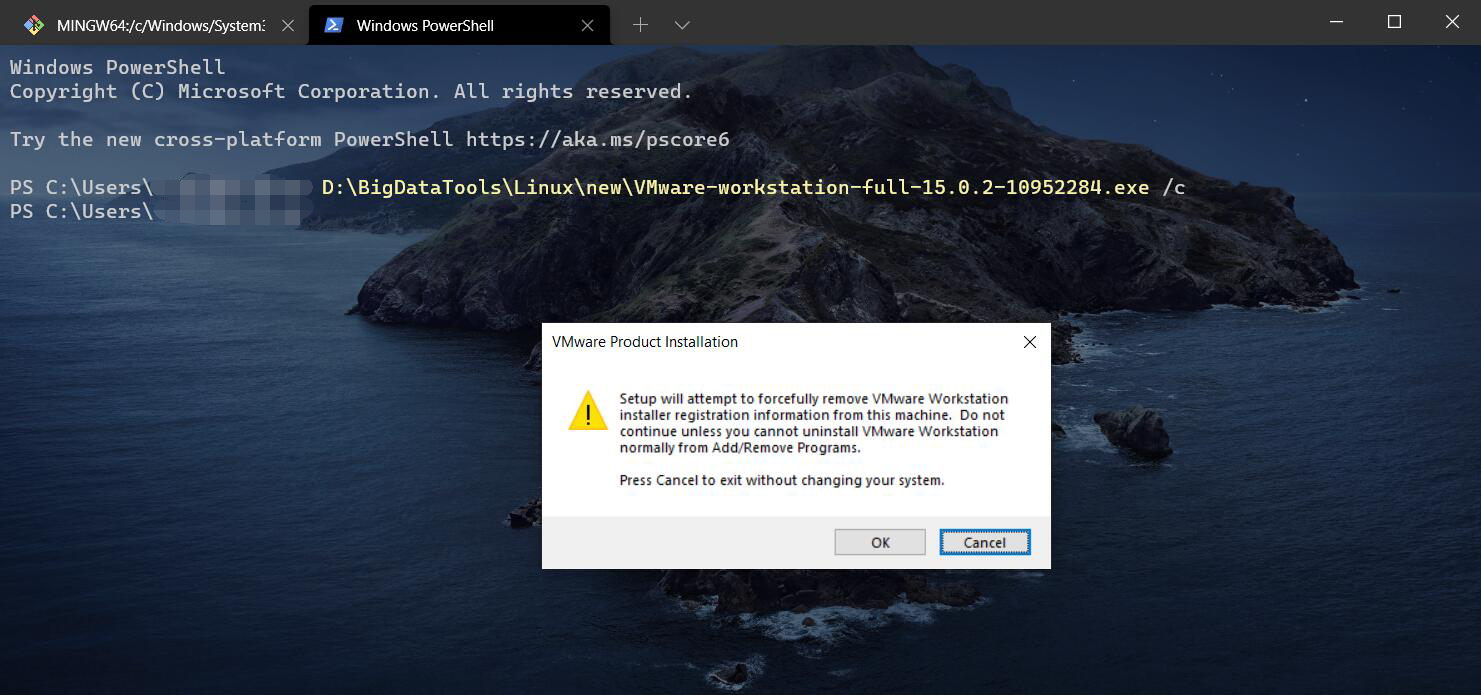 MINGW64:/c/Windows/System3
Windows PowerShell
Windows PowerShell
Copyright (C) Microsoft Corporation. All rights reserved.
Try the new cross-platform PowerShell https://aka.ms/pscore6
PS C:\Users\ D:\BigDataTools\Linux\new\VMware-workstation-full-15.0.2-10952284.exe /c
PS C:\Users\
VMware Product Installation
Setup will attempt to forcefully remove VMware Workstation
installer registration information from this machine. Do not
continue unless you cannot uninstall VMware Workstation
normally from Add/Remove Programs.
Press Cancel to exit without changing your system.
OK
Cancel